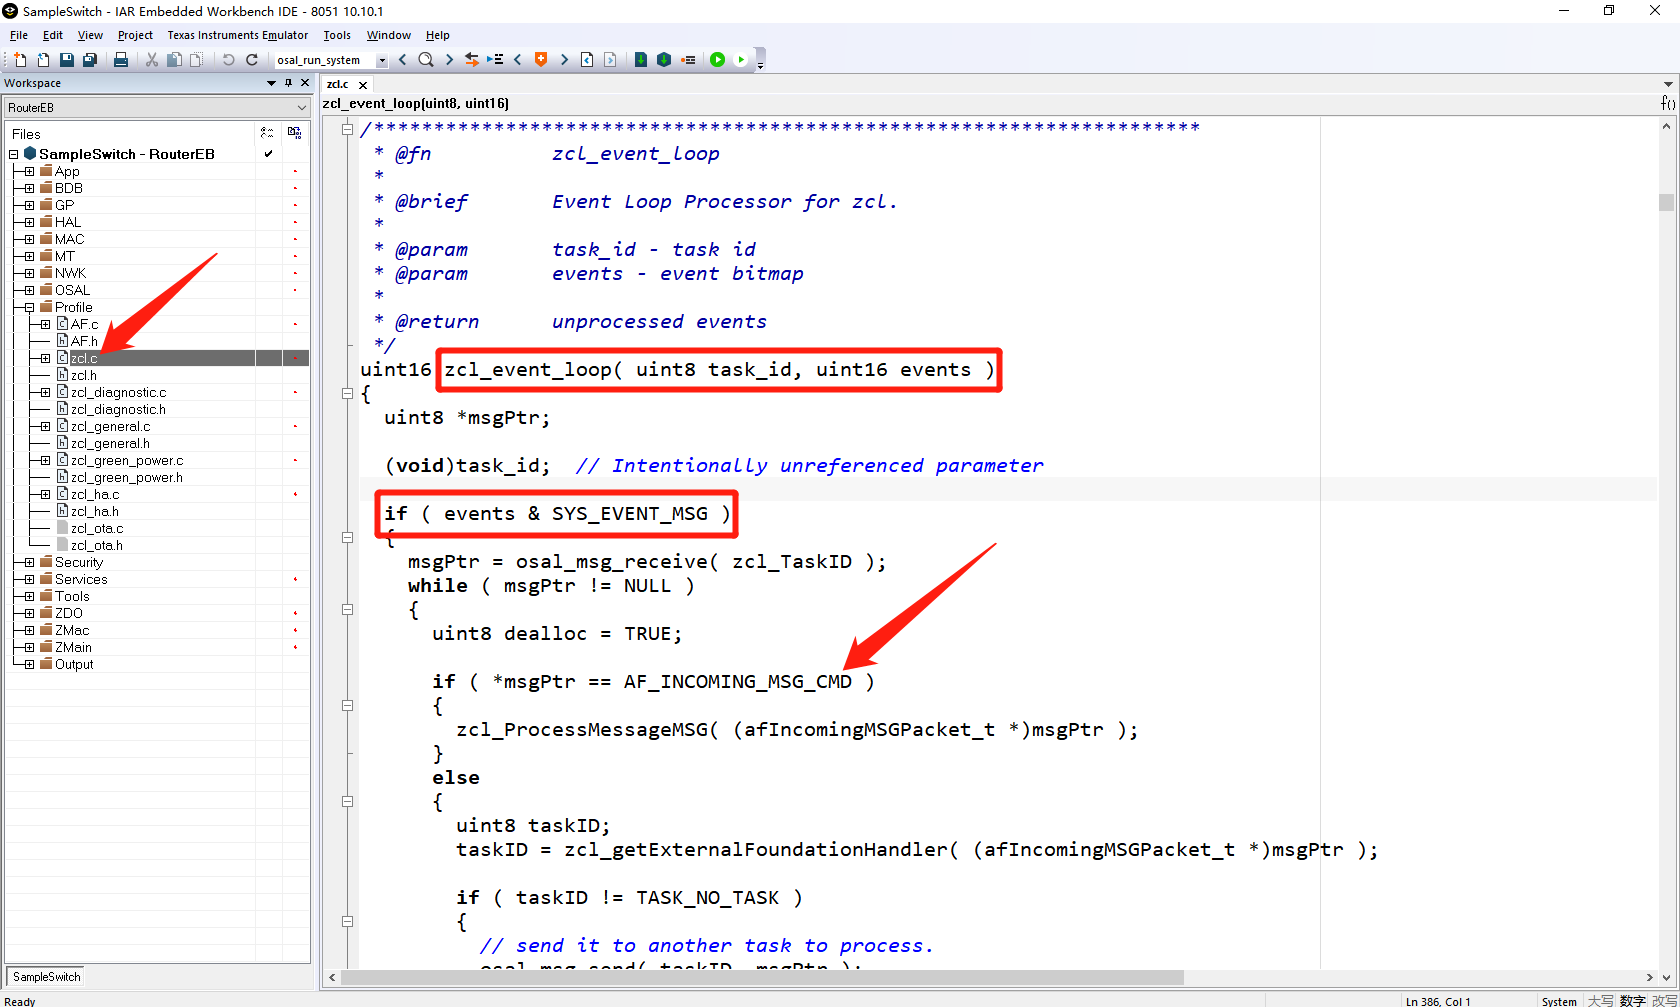 SampleSwitch - IAR Embedded Workbench IDE - 8051 10.10.1
File Edit View Project Texas Instruments Emulator Tools Window Help
osal_run_system
Workspace
RouterEB
Files
SampleSwitch - RouterEB
App
BDB
GP
HAL
MAC
MT
NWK
OSAL
Profile
AF.c
AF.h
zcl.c
zcl.h
zcl_diagnostic.c
zcl_diagnostic.h
zcl_general.c
zcl_general.h
zcl_green_power.c
zcl_green_power.h
zcl_ha.c
zcl_ha.h
zcl_ota.c
zcl_ota.h
Security
Services
Tools
ZDO
ZMac
ZMain
Output
SampleSwitch
zcl.c
zcl_event_loop(uint8, uint16)
f()
/*********************************************************************
* @fn zcl_event_loop
*
* @brief Event Loop Processor for zcl.
*
* @param task_id - task id
* @param events - event bitmap
*
* @return unprocessed events
*/
uint16 zcl_event_loop( uint8 task_id, uint16 events )
{
uint8 *msgPtr;
(void)task_id; // Intentionally unreferenced parameter
if ( events & SYS_EVENT_MSG )
{
msgPtr = osal_msg_receive( zcl_TaskID );
while ( msgPtr != NULL )
{
uint8 dealloc = TRUE;
if ( *msgPtr == AF_INCOMING_MSG_CMD )
{
zcl_ProcessMessageMSG( (afIncomingMSGPacket_t *)msgPtr );
}
else
{
uint8 taskID;
taskID = zcl_getExternalFoundationHandler( (afIncomingMSGPacket_t *)msgPtr );
if ( taskID != TASK_NO_TASK )
{
// send it to another task to process.
osal_msg_send( taskID, msgPtr );
Ready
Ln 386, Col 1
System
大写 数字 改写